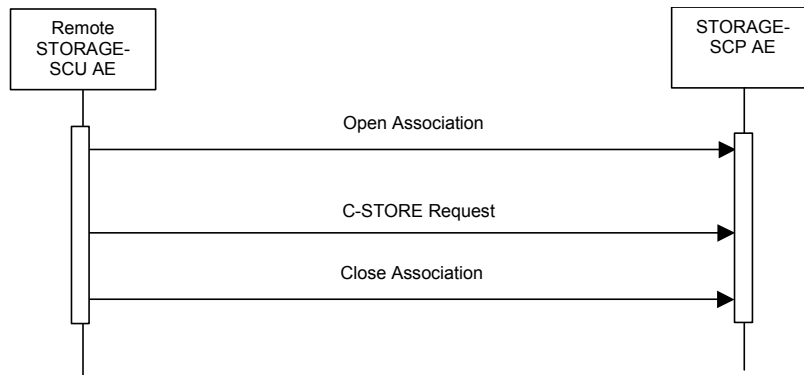 Remote
STORAGE-
SCU AE
STORAGE-
SCP AE
Open Association
C-STORE Request
Close Association